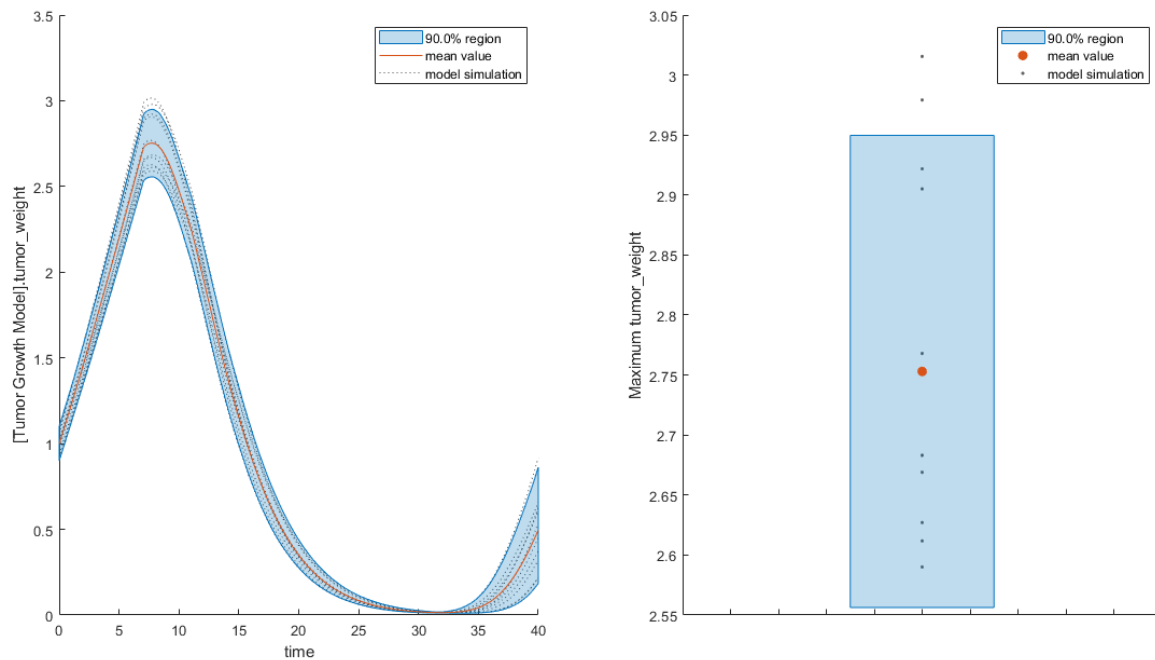 3.5
3
2.5
2
1.5
1
0.5
0
[Tumor Growth Model].tumor_weight
90.0% region
mean value
model simulation
0 5 10 15 20 25 30 35 40
time
3.05
3
2.95
2.9
2.85
2.8
2.75
2.7
2.65
2.6
2.55
Maximum tumor_weight
90.0% region
mean value
model simulation